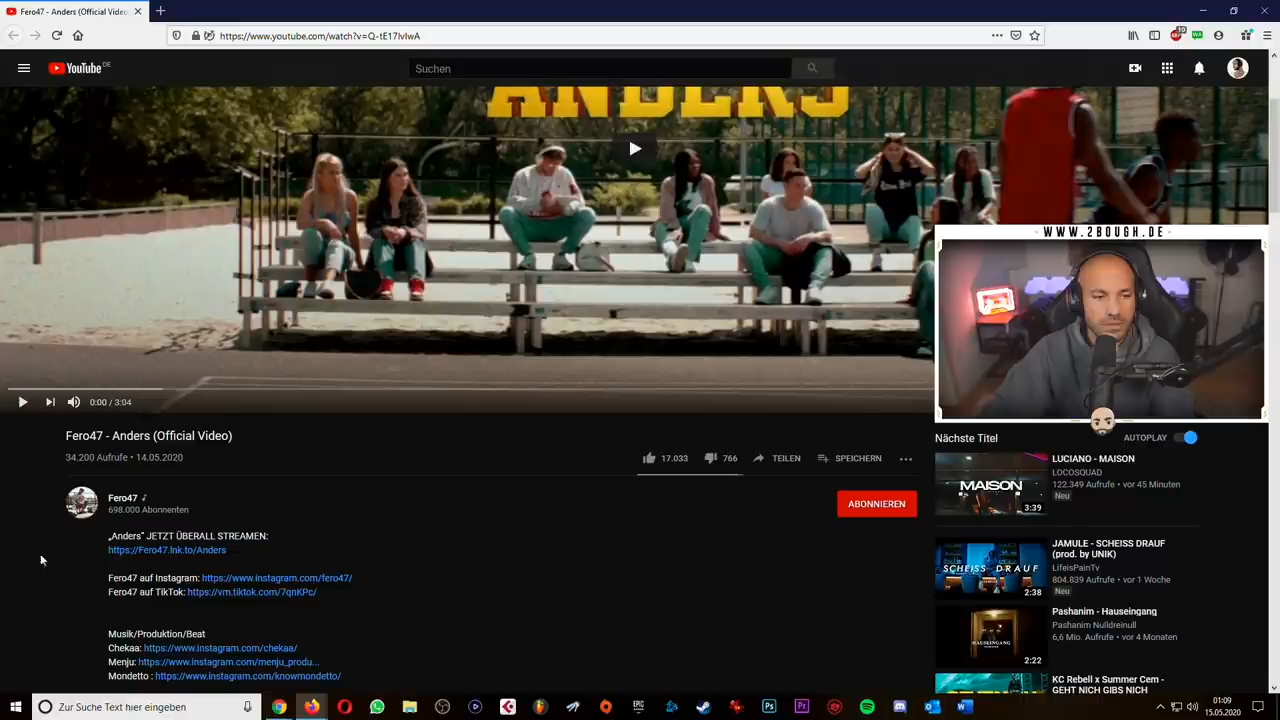 Fero47 - Anders (Official Video)
https://www.youtube.com/watch?v=Q-tE17lvIwA
YouTube DE
Suchen
ANDERS
WWW.2BOUGH.DE
0:00 / 3:04
Fero47 - Anders (Official Video)
34.200 Aufrufe • 14.05.2020
17.033
766
TEILEN
SPEICHERN
Fero47
698.000 Abonnenten
ABONNIEREN
„Anders“ JETZT ÜBERALL STREAMEN:
https://Fero47.lnk.to/Anders
Fero47 auf Instagram: https://www.instagram.com/fero47/
Fero47 auf TikTok: https://vm.tiktok.com/7qnKPc/
Musik/Produktion/Beat
Chekaa: https://www.instagram.com/chekaa/
Menju: https://www.instagram.com/menju_produ...
Mondetto : https://www.instagram.com/knowmondetto/
Nächste Titel
AUTOPLAY
MAISON
3:39
LUCIANO - MAISON
LOCOSQUAD
122.349 Aufrufe • vor 45 Minuten
Neu
SCHEISS DRAUF
2:38
JAMULE - SCHEISS DRAUF
(prod. by UNIK)
LifeisPainTv
804.839 Aufrufe • vor 1 Woche
Neu
HAUSEINGANG
2:22
Pashanim - Hauseingang
Pashanim Nulldreinull
6,6 Mio. Aufrufe • vor 4 Monaten
KC Rebell x Summer Cem -
GEHT NICH GIBS NICH
Zur Suche Text hier eingeben
01:09
15.05.2020